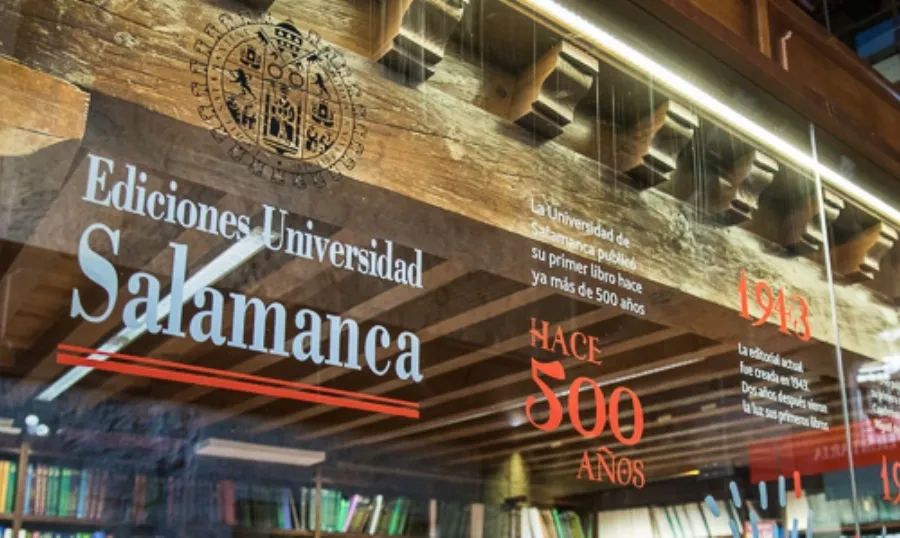 Ediciones Universidad
Salamanca
La Universidad de
Salamanca publicó
su primer libro hace
ya más de 500 años
HACE
500
AÑOS
1943
La editorial actual
fue creada en 1943.
Dos años después vieron
la luz sus primeros libros